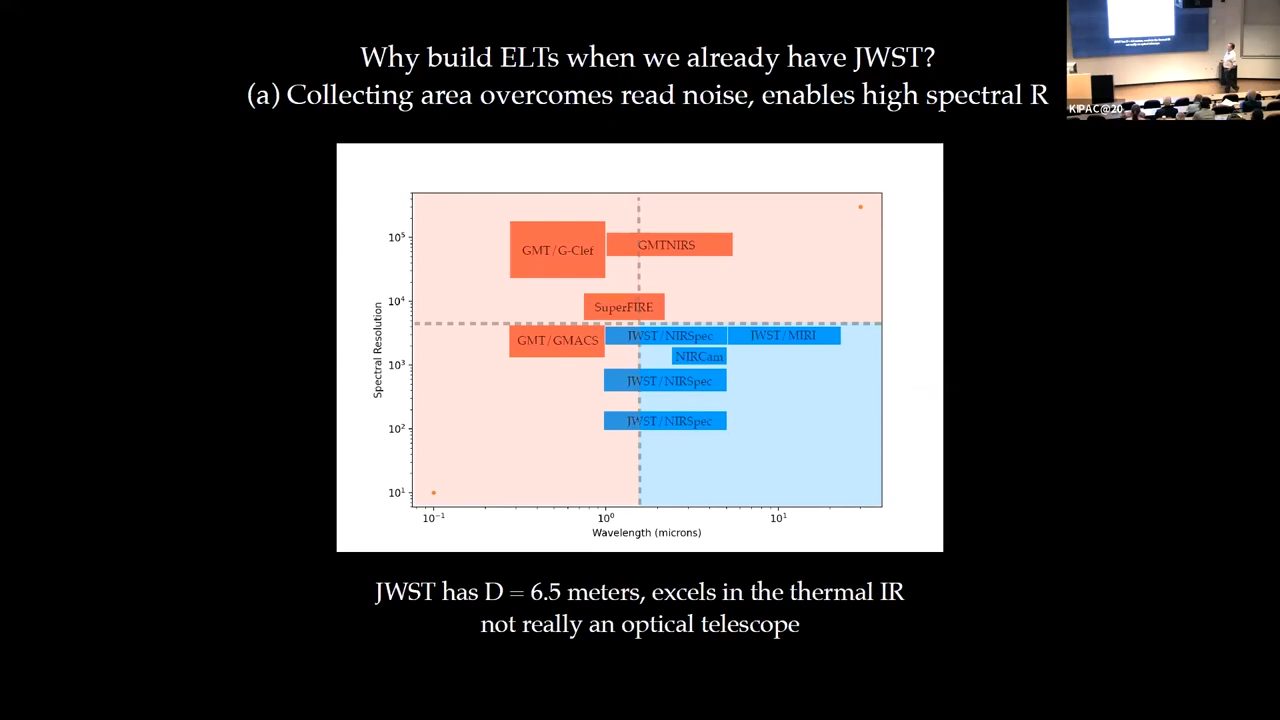 Why build ELTs when we already have JWST?
(a) Collecting area overcomes read noise, enables high spectral R
KIPAC@20
10⁵
GMT/G-Clef
GMTNIRS
10⁴
SuperFIRE
GMT/GMACS
JWST/NIRSpec
JWST/MIRI
NIRCam
10³
JWST/NIRSpec
10²
JWST/NIRSpec
10¹
Spectral Resolution
10⁻¹
10⁰
10¹
Wavelength (microns)
JWST has D = 6.5 meters, excels in the thermal IR
not really an optical telescope